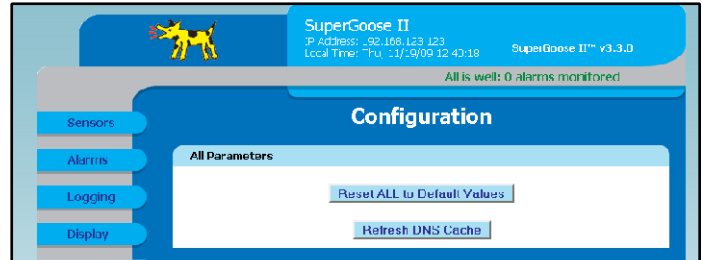 SuperGoose II
IP Address: 192.168.123.123
Local Time: Thu, 11/19/09 12:40:18
SuperGoose II™ v3.3.0
All is well: 0 alarms monitored
Configuration
Sensors
Alarms
Logging
Display
All Parameters
Reset ALL to Default Values
Refresh DNS Cache